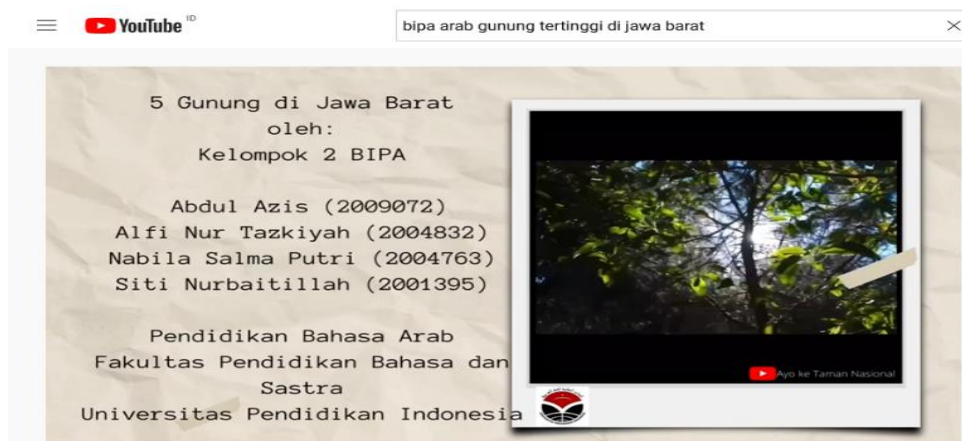 YouTube ID
bipa arab gunung tertinggi di jawa barat
5 Gunung di Jawa Barat
oleh:
Kelompok 2 BIPA
Abdul Azis (2009072)
Alfi Nur Tazkiyah (2004832)
Nabila Salma Putri (2004763)
Siti Nurbaitillah (2001395)
Pendidikan Bahasa Arab
Fakultas Pendidikan Bahasa dan
Sastra
Universitas Pendidikan Indonesia
Ayo ke Taman Nasional